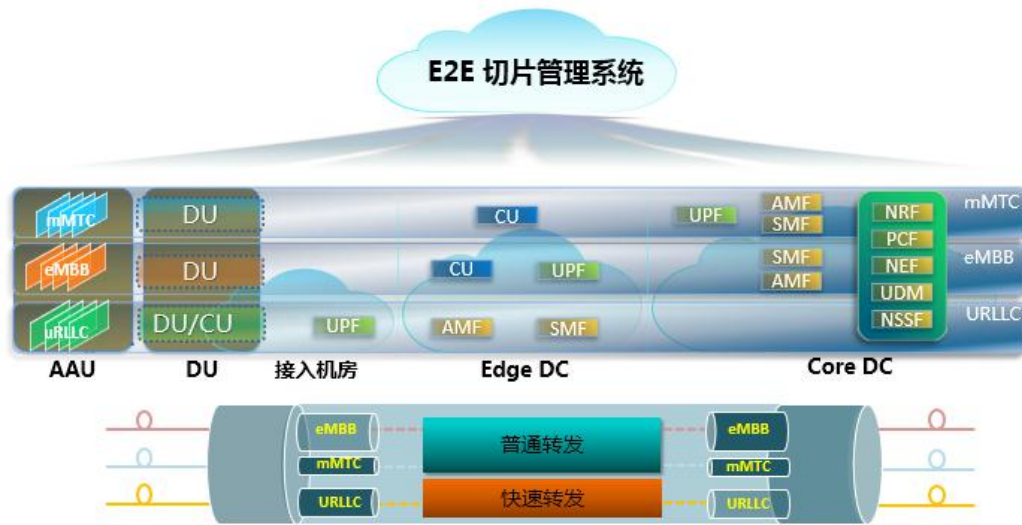 E2E 切片管理系统
mMTC DU CU UPF AMF SMF NRF mMTC
PCF
eMBB DU CU UPF SMF AMF NEF eMBB
UDM
uRLLC DU/CU UPF AMF SMF NSSF URLLC
AAU DU 接入机房 Edge DC Core DC
eMBB 普通转发 eMBB
mMTC mMTC
URLLC 快速转发 URLLC